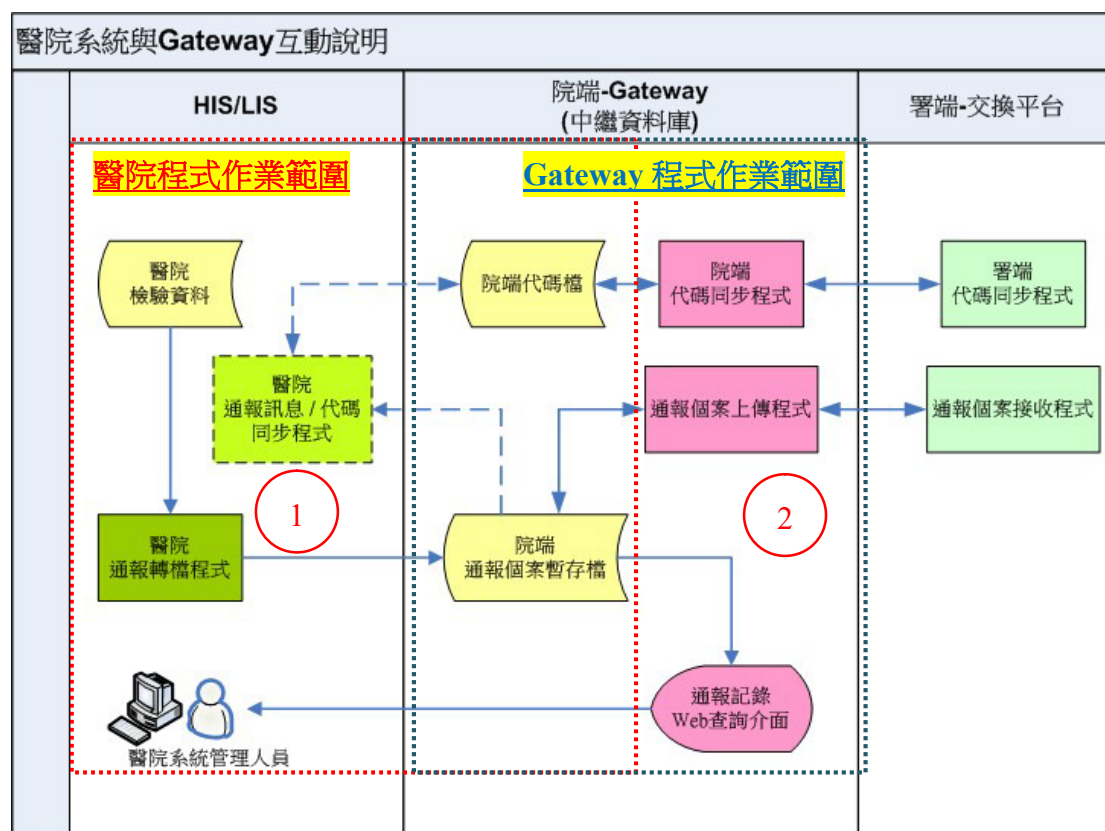 醫院系統與Gateway互動說明
HIS/LIS
院端-Gateway
(中繼資料庫)
署端-交換平台
醫院程式作業範圍
Gateway 程式作業範圍
醫院
檢驗資料
院端代碼檔
院端
代碼同步程式
署端
代碼同步程式
醫院
通報訊息 / 代碼
同步程式
通報個案上傳程式
通報個案接收程式
1
2
醫院
通報轉檔程式
院端
通報個案暫存檔
通報記錄
Web查詢介面
醫院系統管理人員